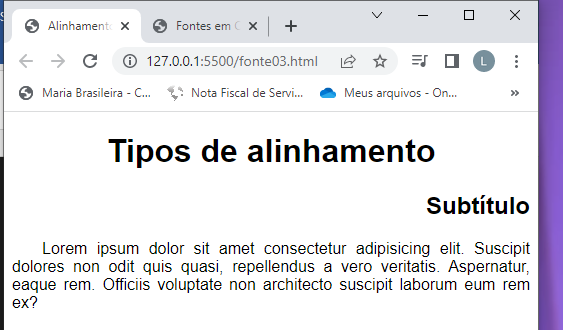 Alinhament
Fontes em C
127.0.0.1:5500/fonte03.html
L
Maria Brasileira - C...
Nota Fiscal de Servi...
Meus arquivos - On...
»
Tipos de alinhamento
Subtítulo
Lorem ipsum dolor sit amet consectetur adipisicing elit. Suscipit
dolores non odit quis quasi, repellendus a vero veritatis. Aspernatur,
eaque rem. Officiis voluptate non architecto suscipit laborum eum rem
ex?